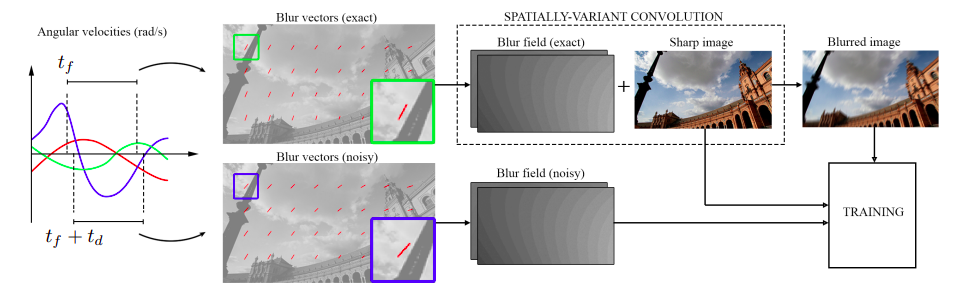 SPATIALLY-VARIANT CONVOLUTION
Angular velocities (rad/s)
Blur vectors (exact)
Blur field (exact)
Sharp image
Blurred image
t_f
+
Blur vectors (noisy)
Blur field (noisy)
TRAINING
t_f + t_d